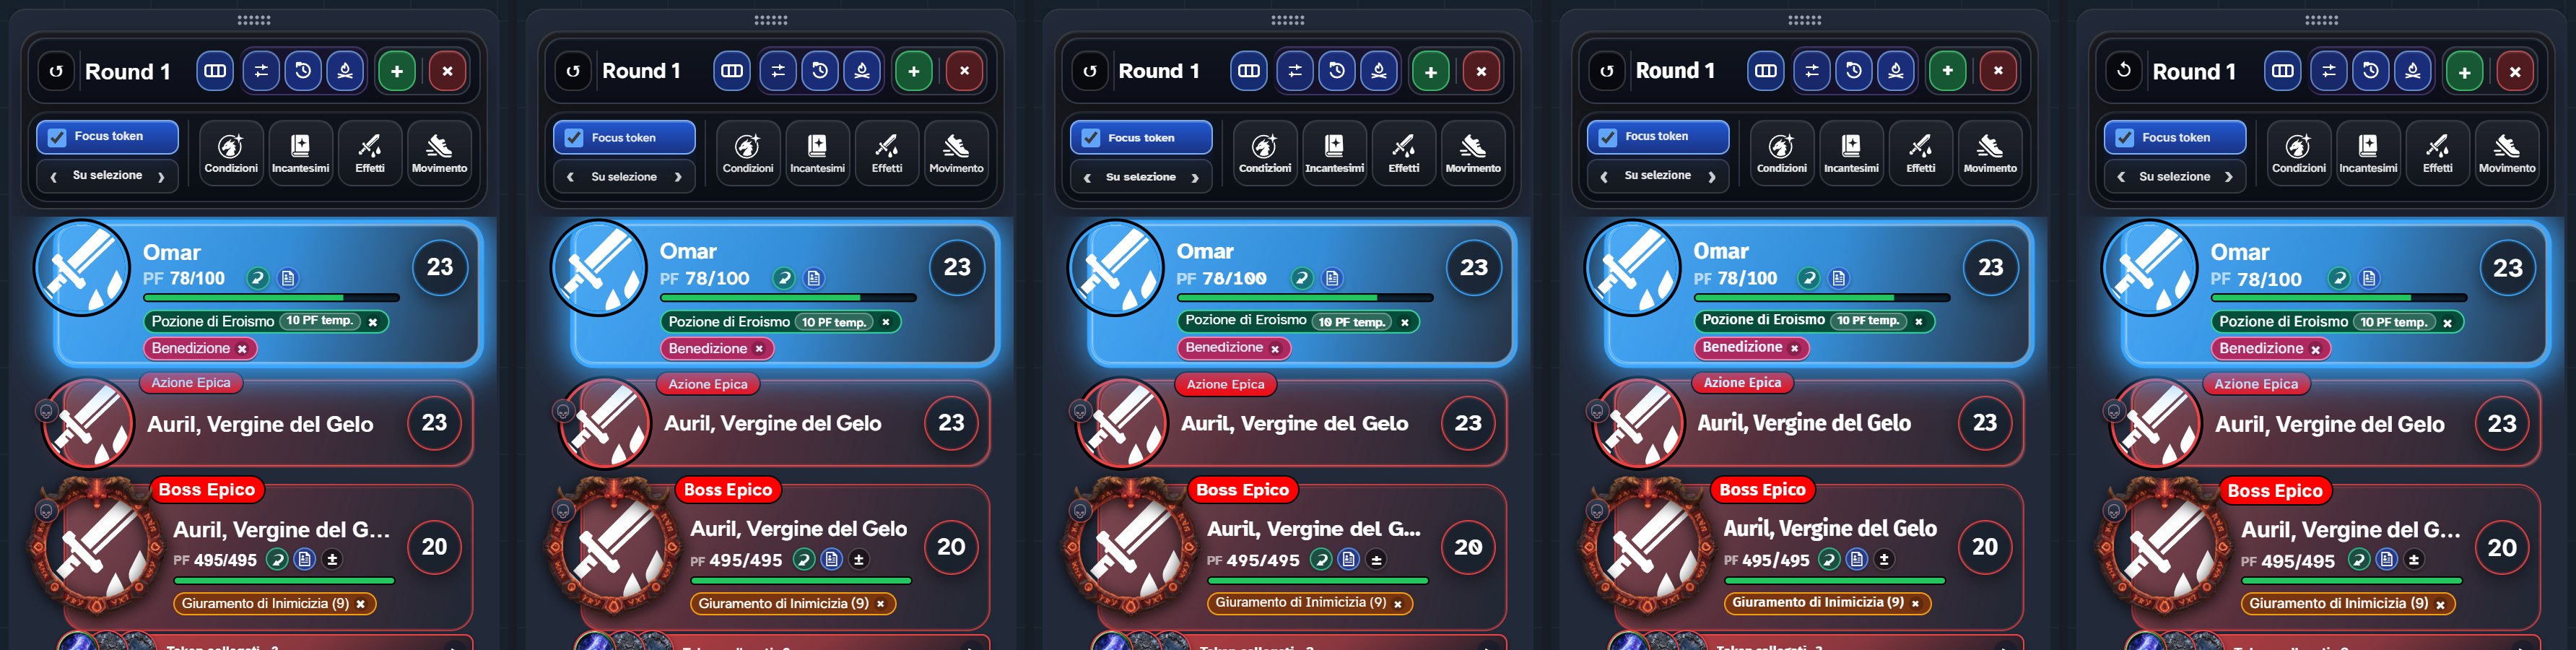 Round 1
Focus token
Su selezione
Condizioni
Incantesimi
Effetti
Movimento
Omar
23
PF 78/100
Pozione di Eroismo 10 PF temp.
Benedizione
Azione Epica
Auril, Vergine del Gelo
23
Boss Epico
Auril, Vergine del G...
20
PF 495/495
Giuramento di Inimicizia (9)
Round 1
Focus token
Su selezione
Condizioni
Incantesimi
Effetti
Movimento
Omar
23
PF 78/100
Pozione di Eroismo 10 PF temp.
Benedizione
Azione Epica
Auril, Vergine del Gelo
23
Boss Epico
Auril, Vergine del Gelo
20
PF 495/495
Giuramento di Inimicizia (9)
Round 1
Focus token
Su selezione
Condizioni
Incantesimi
Effetti
Movimento
Omar
23
PF 78/100
Pozione di Eroismo 10 PF temp.
Benedizione
Azione Epica
Auril, Vergine del Gelo
23
Boss Epico
Auril, Vergine del G...
20
PF 495/495
Giuramento di Inimicizia (9)
Round 1
Focus token
Su selezione
Condizioni
Incantesimi
Effetti
Movimento
Omar
23
PF 78/100
Pozione di Eroismo 10 PF temp.
Benedizione
Azione Epica
Auril, Vergine del Gelo
23
Boss Epico
Auril, Vergine del Gelo
20
PF 495/495
Giuramento di Inimicizia (9)
Round 1
Focus token
Su selezione
Condizioni
Incantesimi
Effetti
Movimento
Omar
23
PF 78/100
Pozione di Eroismo 10 PF temp.
Benedizione
Azione Epica
Auril, Vergine del Gelo
23
Boss Epico
Auril, Vergine del G...
20
PF 495/495
Giuramento di Inimicizia (9)